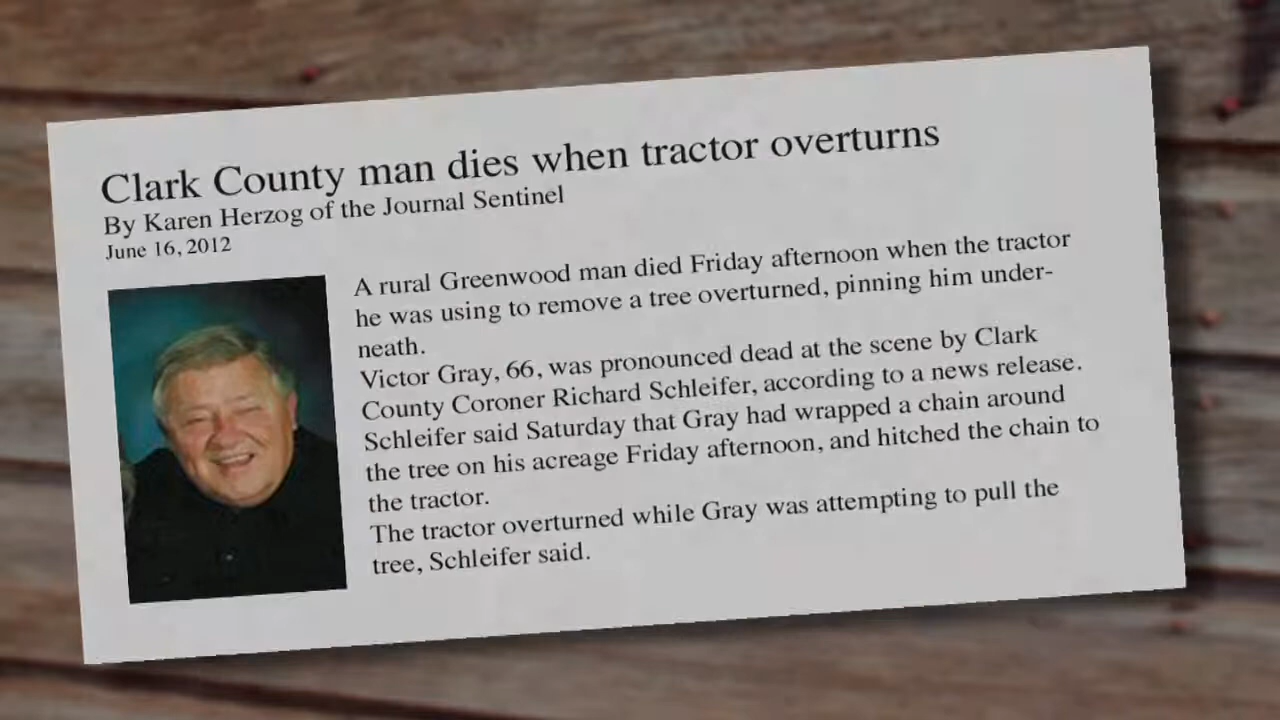 Clark County man dies when tractor overturns
By Karen Herzog of the Journal Sentinel
June 16, 2012
A rural Greenwood man died Friday afternoon when the tractor
he was using to remove a tree overturned, pinning him under-
neath.
Victor Gray, 66, was pronounced dead at the scene by Clark
County Coroner Richard Schleifer, according to a news release.
Schleifer said Saturday that Gray had wrapped a chain around
the tree on his acreage Friday afternoon, and hitched the chain to
the tractor.
The tractor overturned while Gray was attempting to pull the
tree, Schleifer said.